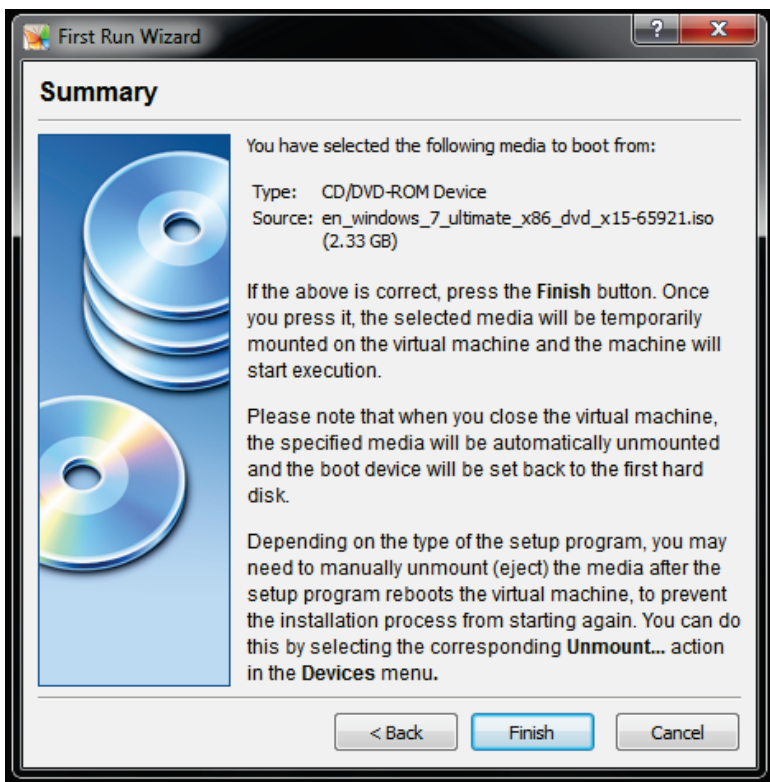 First Run Wizard
?
X
Summary
You have selected the following media to boot from:
Type: CD/DVD-ROM Device
Source: en_windows_7_ultimate_x86_dvd_x15-65921.iso
(2.33 GB)
If the above is correct, press the Finish button. Once
you press it, the selected media will be temporarily
mounted on the virtual machine and the machine will
start execution.
Please note that when you close the virtual machine,
the specified media will be automatically unmounted
and the boot device will be set back to the first hard
disk.
Depending on the type of the setup program, you may
need to manually unmount (eject) the media after the
setup program reboots the virtual machine, to prevent
the installation process from starting again. You can do
this by selecting the corresponding Unmount... action
in the Devices menu.
< Back Finish Cancel